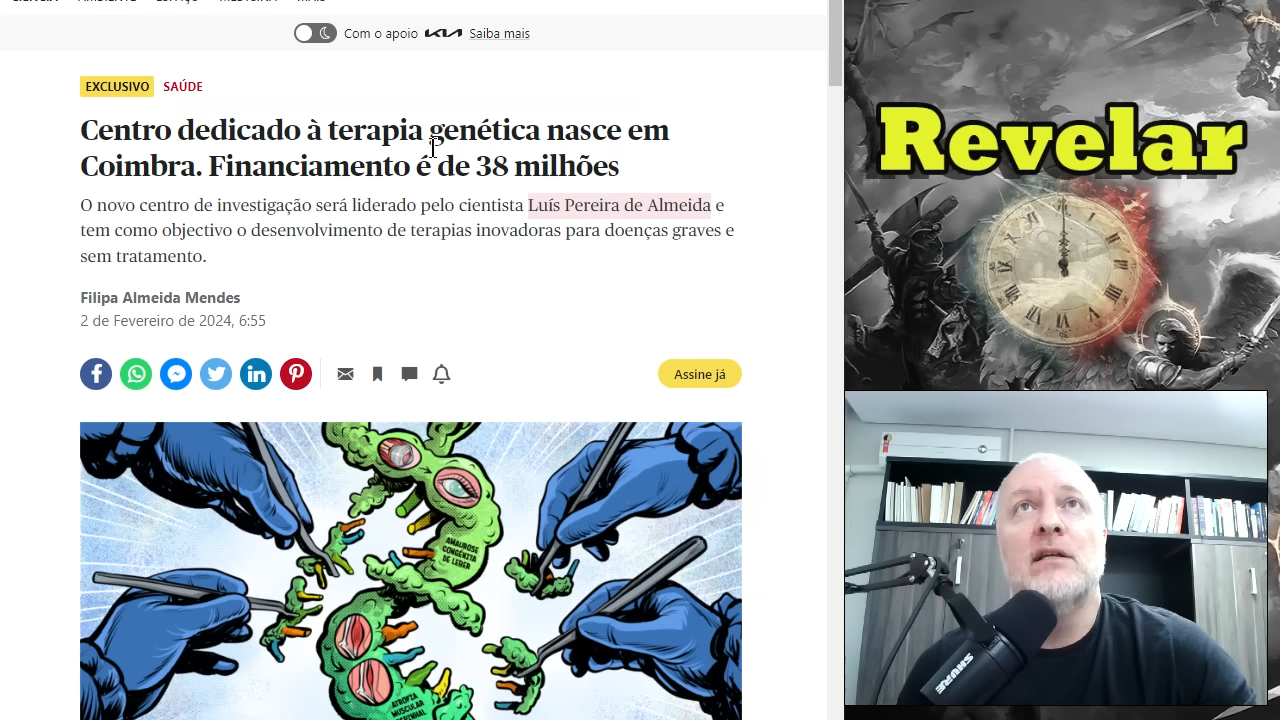 Com o apoio KIA Saiba mais
EXCLUSIVO SAÚDE
Centro dedicado à terapia genética nasce em
Coimbra. Financiamento é de 38 milhões
O novo centro de investigação será liderado pelo cientista Luís Pereira de Almeida e
tem como objectivo o desenvolvimento de terapias inovadoras para doenças graves e
sem tratamento.
Filipa Almeida Mendes
2 de Fevereiro de 2024, 6:55
Assine já
AMAUROSE
CONGÉNITA
DE LEBER
ATROFIA
MUSCULAR
Revelar
SHURE